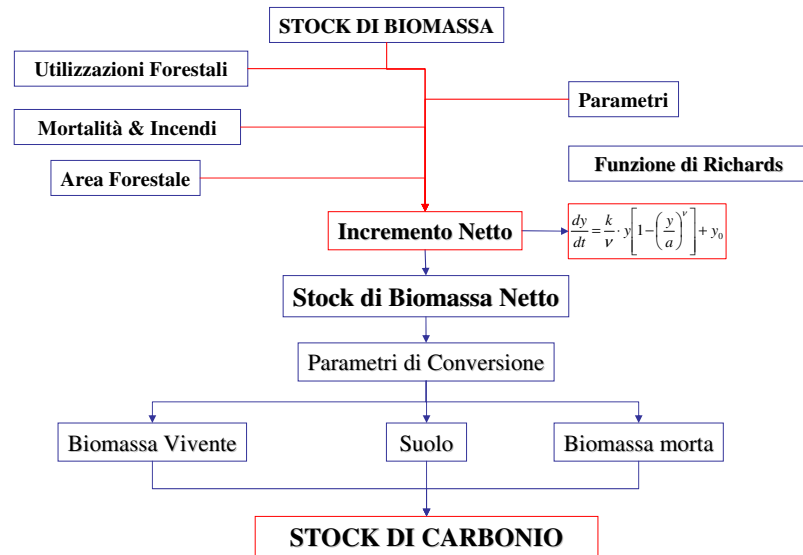 STOCK DI BIOMASSA
Utilizzazioni Forestali
Parametri
Mortalità & Incendi
Funzione di Richards
Area Forestale
Incremento Netto
dy/dt = k/ν · y[1 − (y/a)^ν] + y₀
Stock di Biomassa Netto
Parametri di Conversione
Biomassa Vivente
Suolo
Biomassa morta
STOCK DI CARBONIO